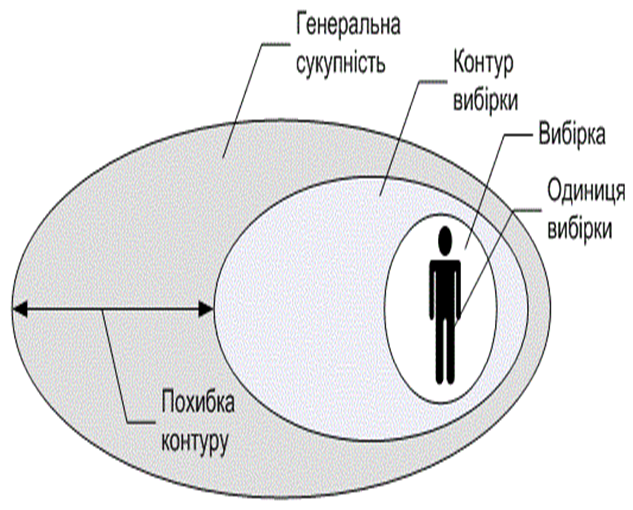 Генеральна
сукупність
Контур
вибірки
Вибірка
Одиниця
вибірки
Похибка
контуру